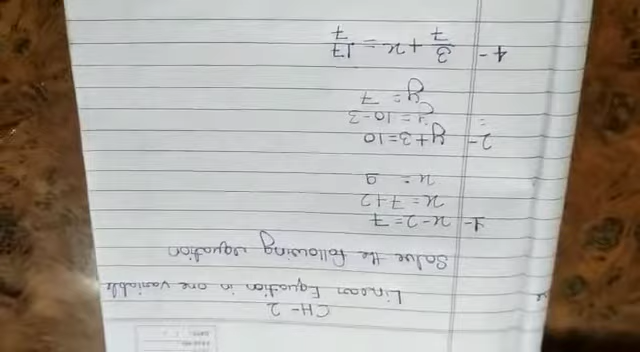 CH- 2
Linear Equation in one variable
Solve the following equation
1- x-2=7
x = 7+2
x = 9
2- y+3=10
y = 10-3
y = 7
4- 3/7 + x = 17/7